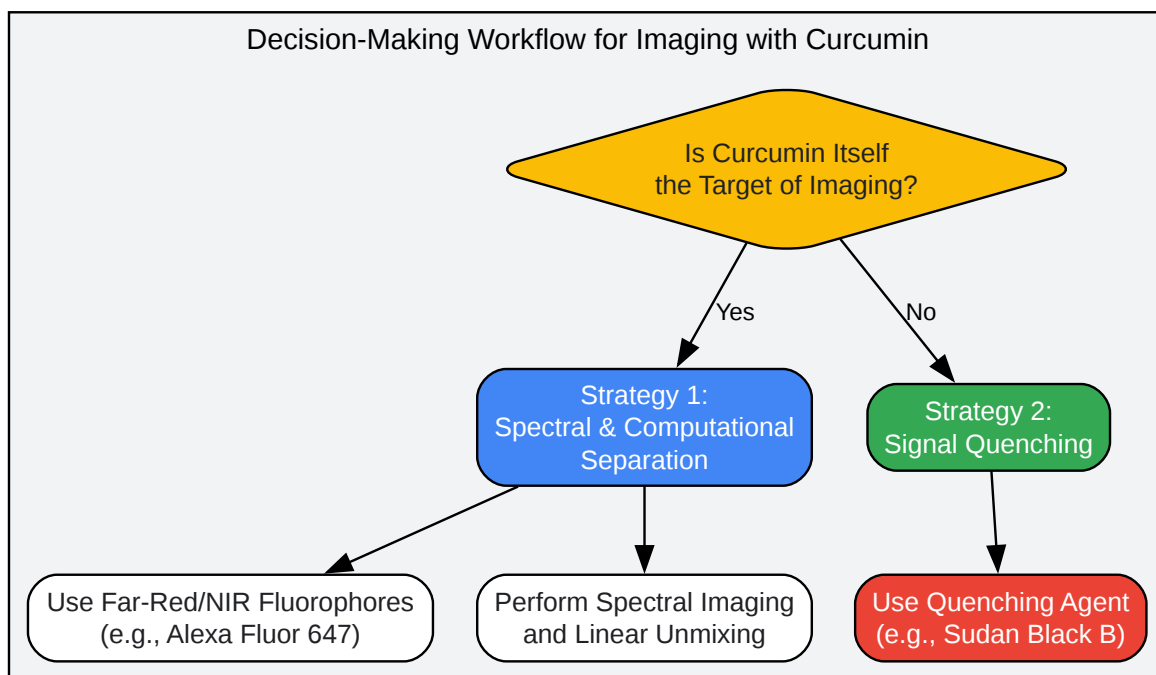 Decision-Making Workflow for Imaging with Curcumin
Is Curcumin Itself
the Target of Imaging?
Yes
No
Strategy 1:
Spectral & Computational
Separation
Strategy 2:
Signal Quenching
Use Far-Red/NIR Fluorophores
(e.g., Alexa Fluor 647)
Perform Spectral Imaging
and Linear Unmixing
Use Quenching Agent
(e.g., Sudan Black B)